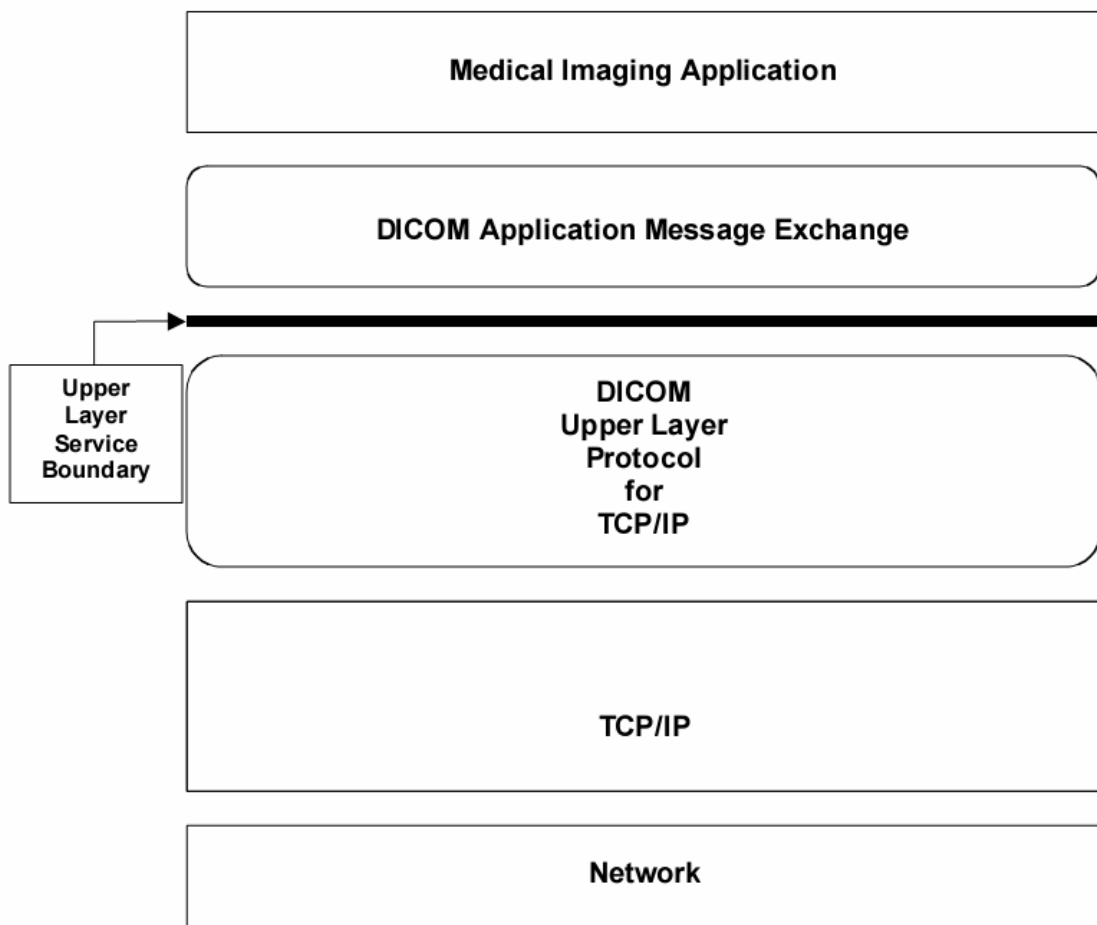 Medical Imaging Application
DICOM Application Message Exchange
Upper
Layer
Service
Boundary
DICOM
Upper Layer
Protocol
for
TCP/IP
TCP/IP
Network